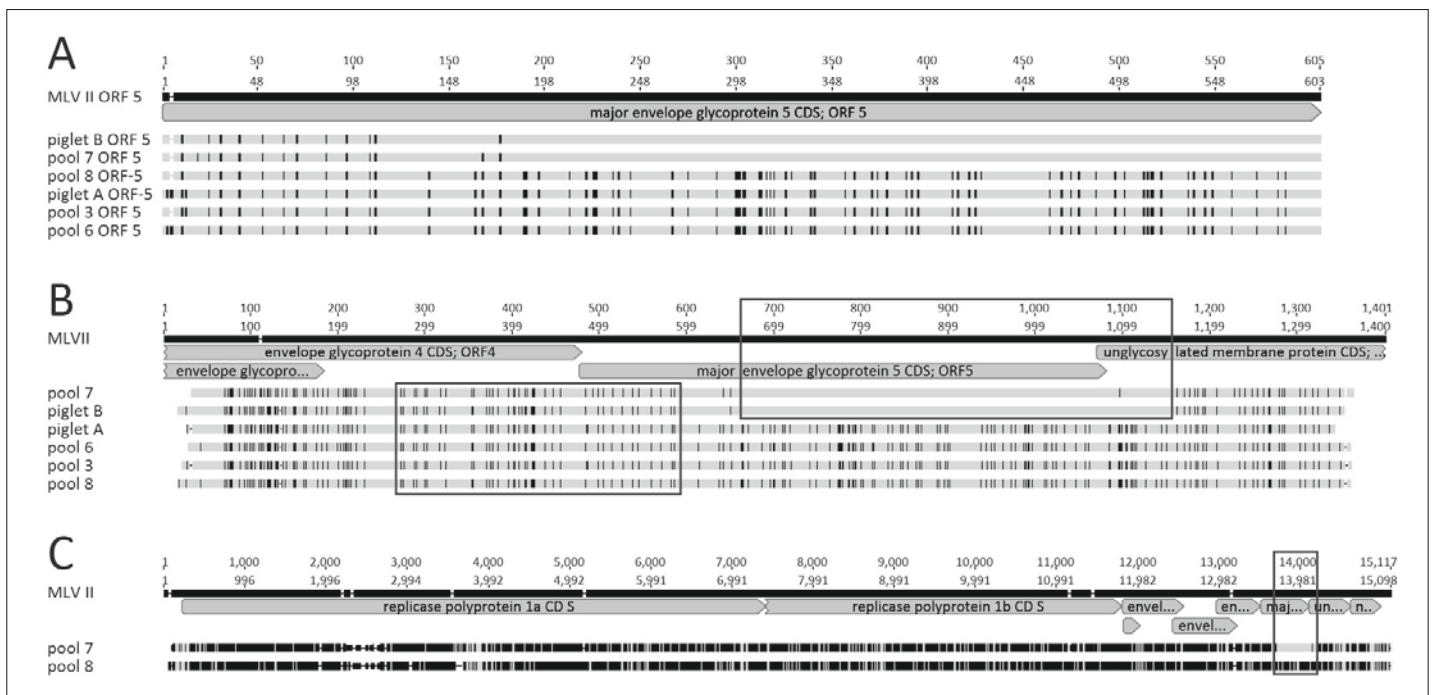 A
1 50 100 150 200 250 300 350 400 450 500 550 605
1 48 98 148 198 248 298 348 398 448 498 548 603
MLV II ORF 5
major envelope glycoprotein 5 CDS; ORF 5
piglet B ORF 5
pool 7 ORF 5
pool 8 ORF-5
piglet A ORF-5
pool 3 ORF 5
pool 6 ORF 5
B
1 100 200 300 400 500 600 700 800 900 1,000 1,100 1,200 1,300 1,401
1 100 199 299 399 499 599 699 799 899 999 1,099 1,199 1,299 1,400
MLVII
envelope glycoprotein 4 CDS; ORF4 unglycosy lated membrane protein CDS; ...
envelope glycopro... major envelope glycoprotein 5 CDS; ORF5
pool 7
piglet B
piglet A
pool 6
pool 3
pool 8
C
1 1,000 2,000 3,000 4,000 5,000 6,000 7,000 8,000 9,000 10,000 11,000 12,000 13,000 14,000 15,117
1 996 1,996 2,994 3,992 4,992 5,991 6,991 7,991 8,991 9,991 10,991 11,982 12,982 13,981 15,098
MLV II
replicase polyprotein 1a CD S replicase polyprotein 1b CD S envel... en... maj... un... n..
envel...
pool 7
pool 8